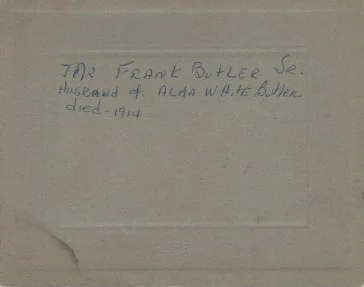 Mr FRANK BUtLER SR.
Husband of ALMA WHitE Butler
died - 1914